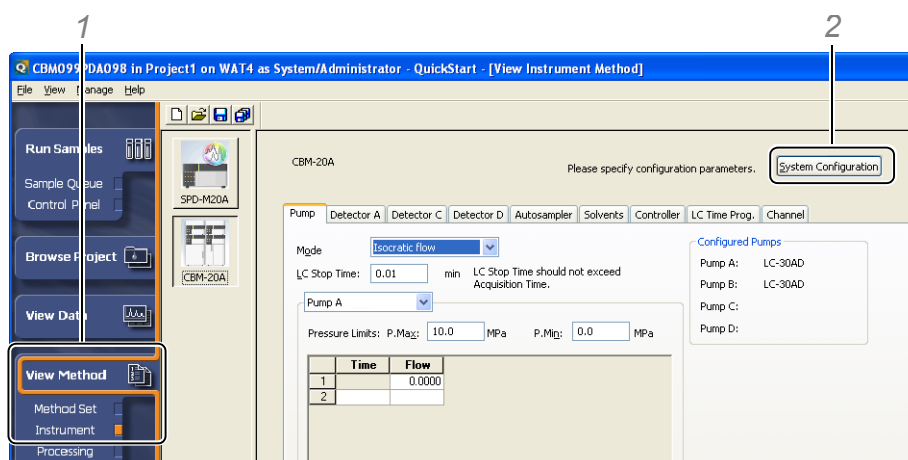 1
2
CBM099PDA098 in Project1 on WAT4 as System/Administrator - QuickStart - [View Instrument Method]
File View Manage Help
Run Samples
Sample Queue
Control Panel
Browse Project
View Data
View Method
Method Set
Instrument
Processing
SPD-M20A
CBM-20A
CBM-20A
Please specify configuration parameters.
System Configuration
Pump Detector A Detector C Detector D Autosampler Solvents Controller LC Time Prog. Channel
Mode Isocratic flow
LC Stop Time: 0.01 min LC Stop Time should not exceed
Acquisition Time.
Pump A
Pressure Limits: P.Max: 10.0 MPa P.Min: 0.0 MPa
Time Flow
1 0.0000
2
Configured Pumps
Pump A: LC-30AD
Pump B: LC-30AD
Pump C:
Pump D: